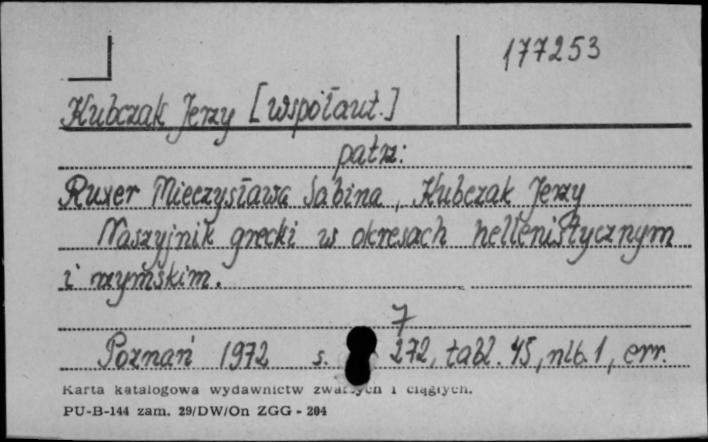 177253
Kubczak Jerzy [współaut.]
patrz:
Ruxer Mieczysława Sabina, Kubczak Jerzy
Naszyjnik grecki w okresach hellenistycznym
i rzymskim.
7
Poznań 1972 s. 272, tabl. 45, nlb. 1, err.
Karta katalogowa wydawnictw zwartych i ciągłych.
PU-B-144 zam. 29/DW/On ZGG - 204